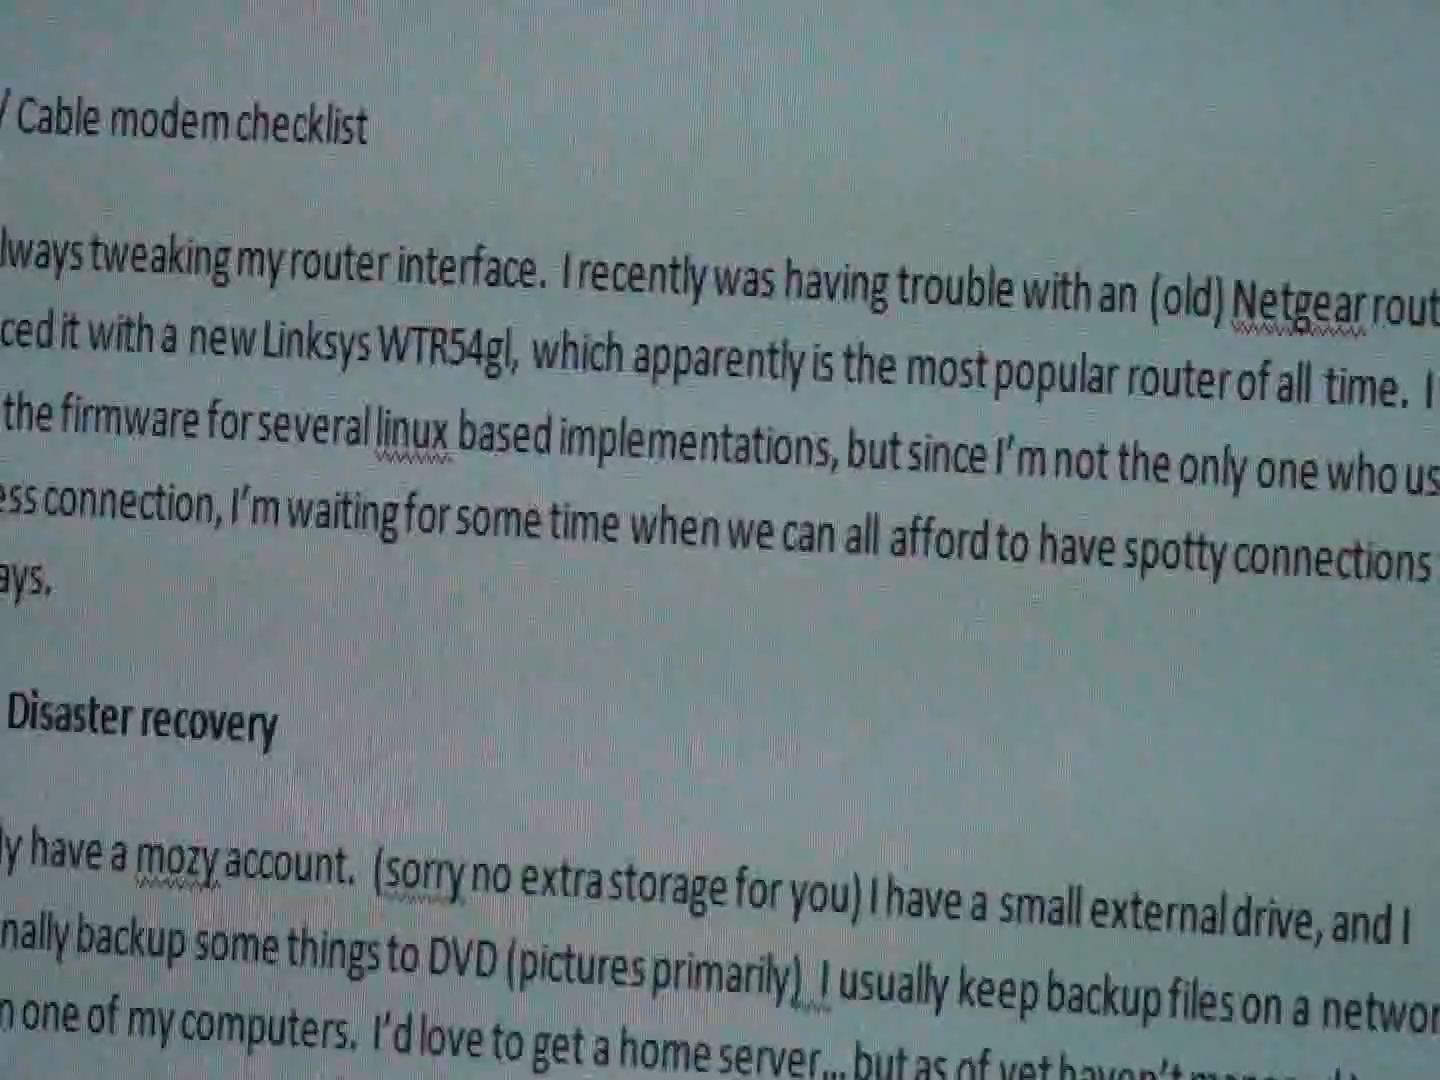 / Cable modem checklist
lways tweaking my router interface. I recently was having trouble with an (old) Netgear rout
ced it with a new Linksys WTR54gl, which apparently is the most popular router of all time. I
the firmware for several linux based implementations, but since I'm not the only one who us
ess connection, I'm waiting for some time when we can all afford to have spotty connections
ays.
Disaster recovery
ly have a mozy account. (sorry no extra storage for you) I have a small external drive, and I
nally backup some things to DVD (pictures primarily) I usually keep backup files on a networ
n one of my computers. I'd love to get a home server... but as of yet haven't